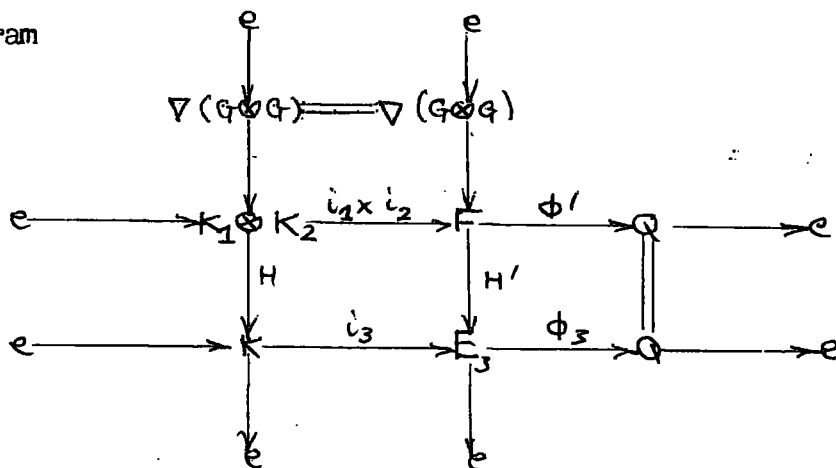 ram
e e
∇ (G⊗G) ∇ (G⊗G)
e K₁⊗K₂ i₁ x i₂ E ϕ' Q e
H H'
e K i₃ E₃ ϕ₃ Q e
e e